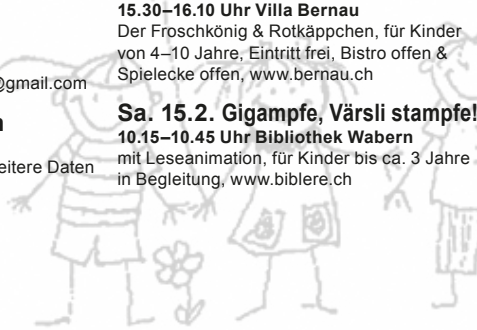 @gmail.com
n
eitere Daten
15.30–16.10 Uhr Villa Bernau
Der Froschkönig & Rotkäppchen, für Kinder
von 4–10 Jahre, Eintritt frei, Bistro offen &
Spielecke offen, www.bernau.ch
Sa. 15.2. Gigampfe, Värsli stampfe!
10.15–10.45 Uhr Bibliothek Wabern
mit Leseanimation, für Kinder bis ca. 3 Jahre
in Begleitung, www.biblere.ch